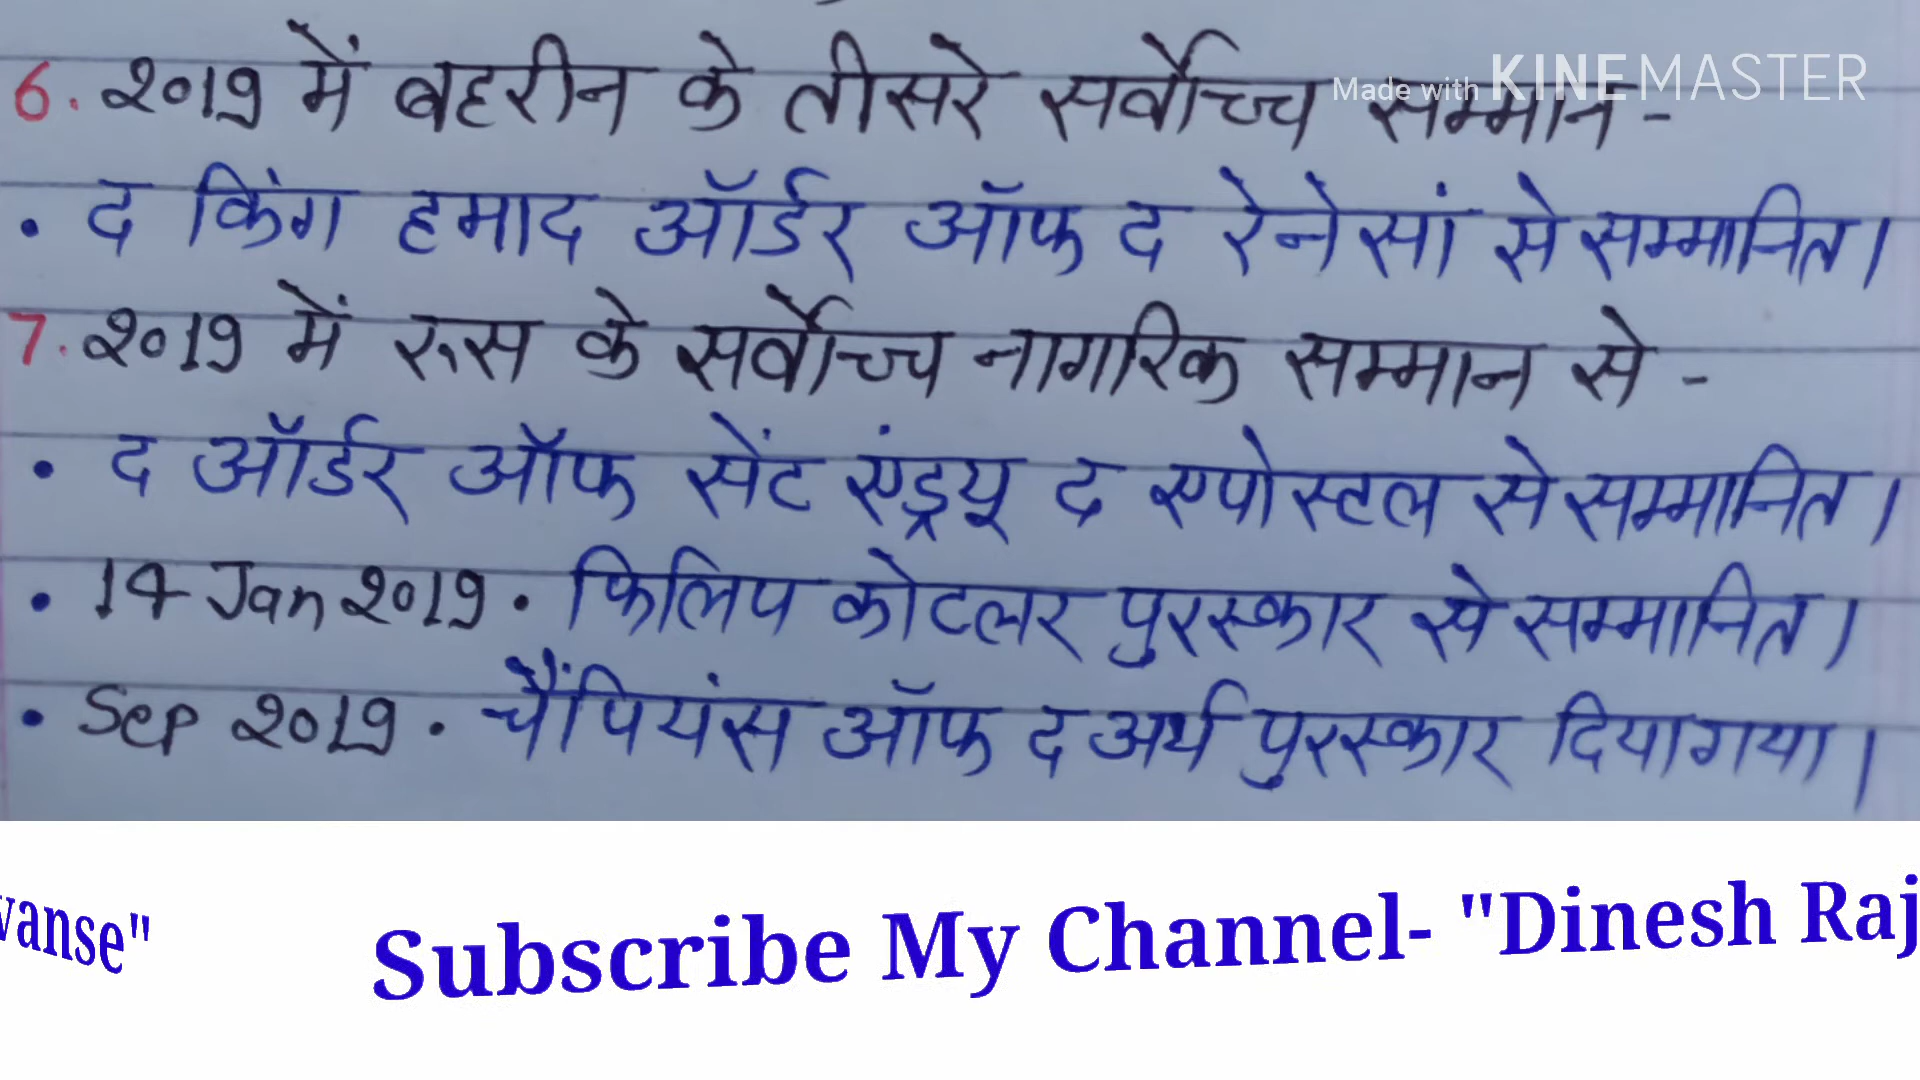 6. 2019 में बहरीन के तीसरे सर्वोच्च सम्मान -
Made with KINEMASTER
• द किंग हमाद ऑर्डर ऑफ द रेनेसां से सम्मानित।
7. 2019 में रुस के सर्वोच्च नागरिक सम्मान से -
• द ऑर्डर ऑफ सेंट एंड्रयू द एपोस्टल से सम्मानित।
• 14 Jan 2019 • फिलिप कोटलर पुरस्कार से सम्मानित।
• Sep 2019 • चैंपियंस ऑफ द अर्थ पुरस्कार दिया गया।
vanse" Subscribe My Channel- "Dinesh Raj